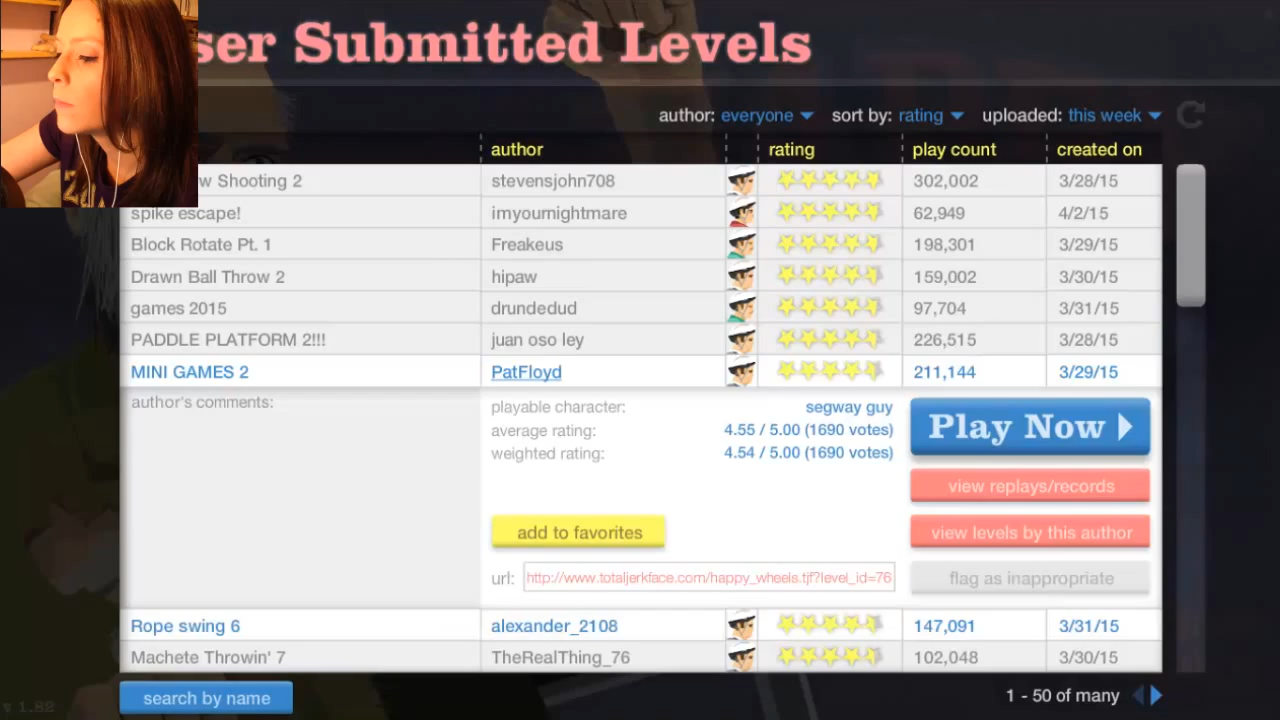 ser Submitted Levels
author: everyone sort by: rating uploaded: this week
author rating play count created on
w Shooting 2 stevensjohn708 302,002 3/28/15
spike escape! imyournightmare 62,949 4/2/15
Block Rotate Pt. 1 Freakeus 198,301 3/29/15
Drawn Ball Throw 2 hipaw 159,002 3/30/15
games 2015 drundedud 97,704 3/31/15
PADDLE PLATFORM 2!!! juan oso ley 226,515 3/28/15
MINI GAMES 2 PatFloyd 211,144 3/29/15
author's comments: playable character: segway guy
average rating: 4.55 / 5.00 (1690 votes)
weighted rating: 4.54 / 5.00 (1690 votes)
Play Now
view replays/records
add to favorites view levels by this author
url: http://www.totaljerkface.com/happy_wheels.tjf?level_id=76 flag as inappropriate
Rope swing 6 alexander_2108 147,091 3/31/15
Machete Throwin' 7 TheRealThing_76 102,048 3/30/15
search by name 1 - 50 of many
v 1.82